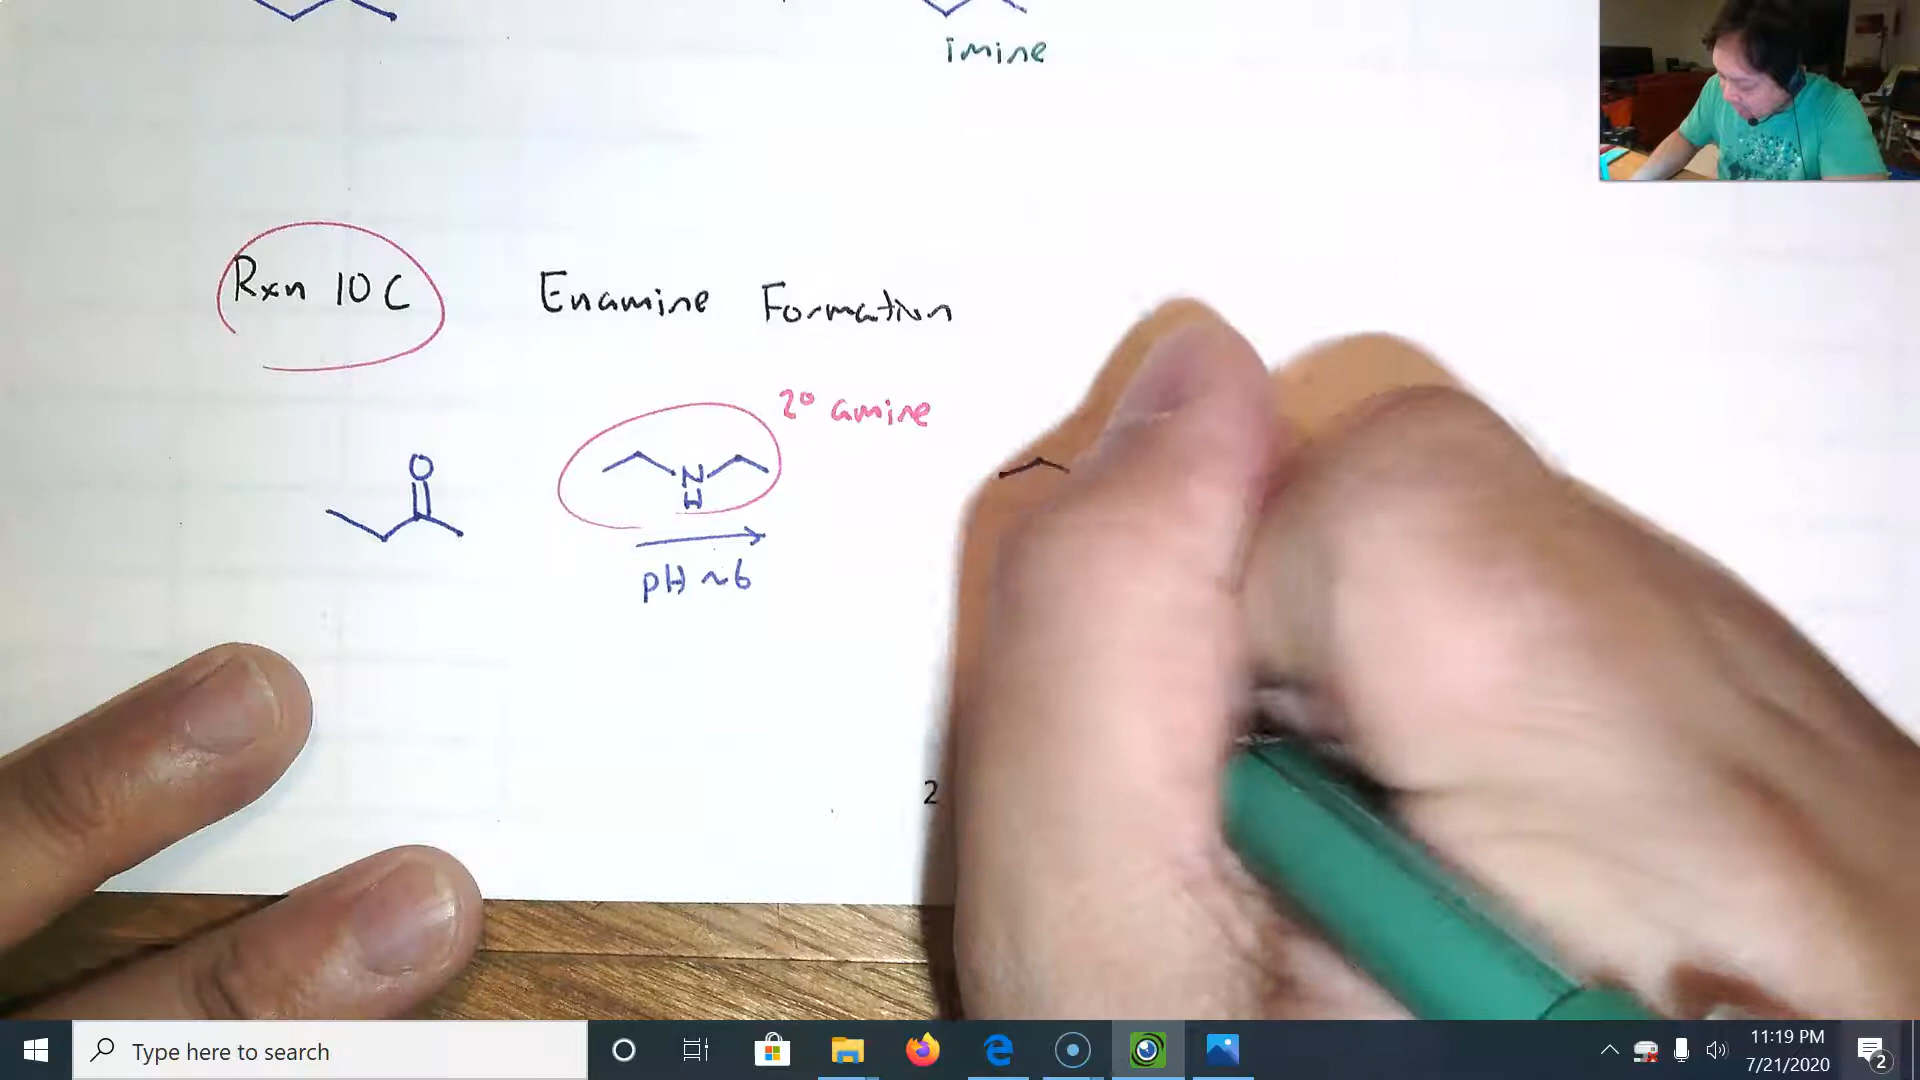 imine
Rxn 10 C Enamine Formation
2° amine
O
N
H
pH ~6
2
Type here to search
11:19 PM
7/21/2020
2